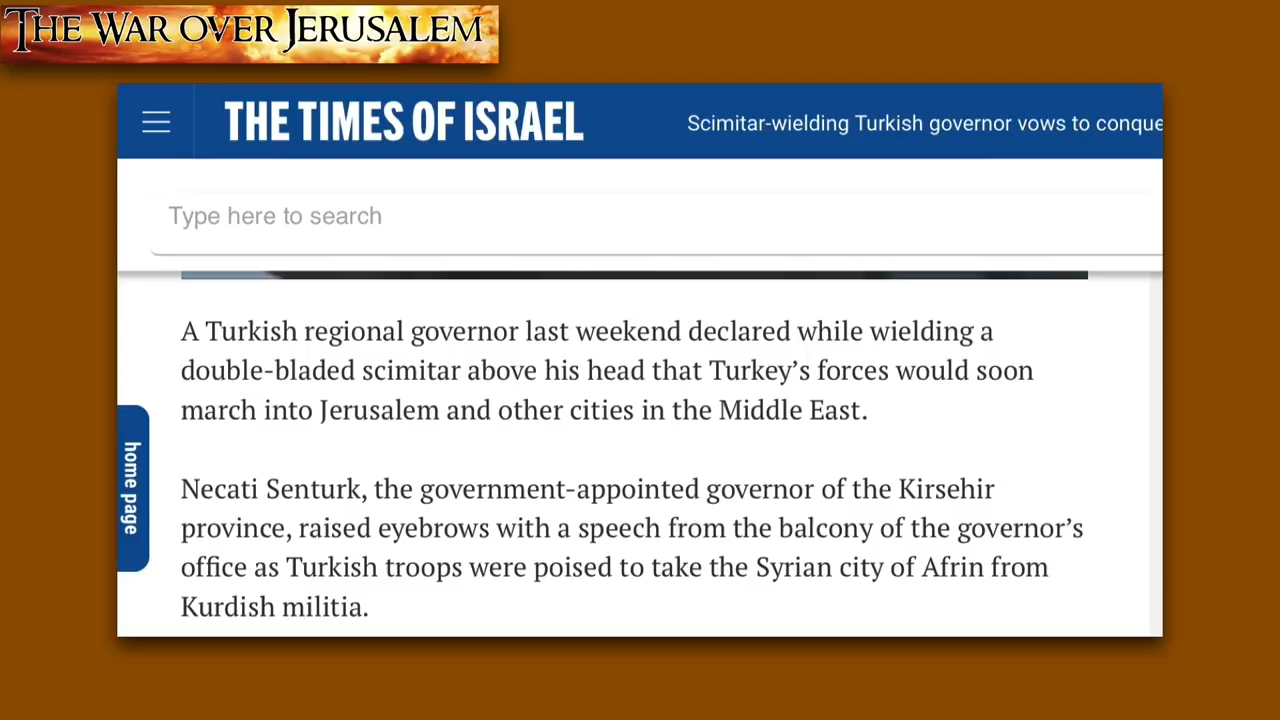 THE WAR OVER JERUSALEM
THE TIMES OF ISRAEL
Scimitar-wielding Turkish governor vows to conque
Type here to search
A Turkish regional governor last weekend declared while wielding a
double-bladed scimitar above his head that Turkey’s forces would soon
march into Jerusalem and other cities in the Middle East.
home page
Necati Senturk, the government-appointed governor of the Kirsehir
province, raised eyebrows with a speech from the balcony of the governor’s
office as Turkish troops were poised to take the Syrian city of Afrin from
Kurdish militia.